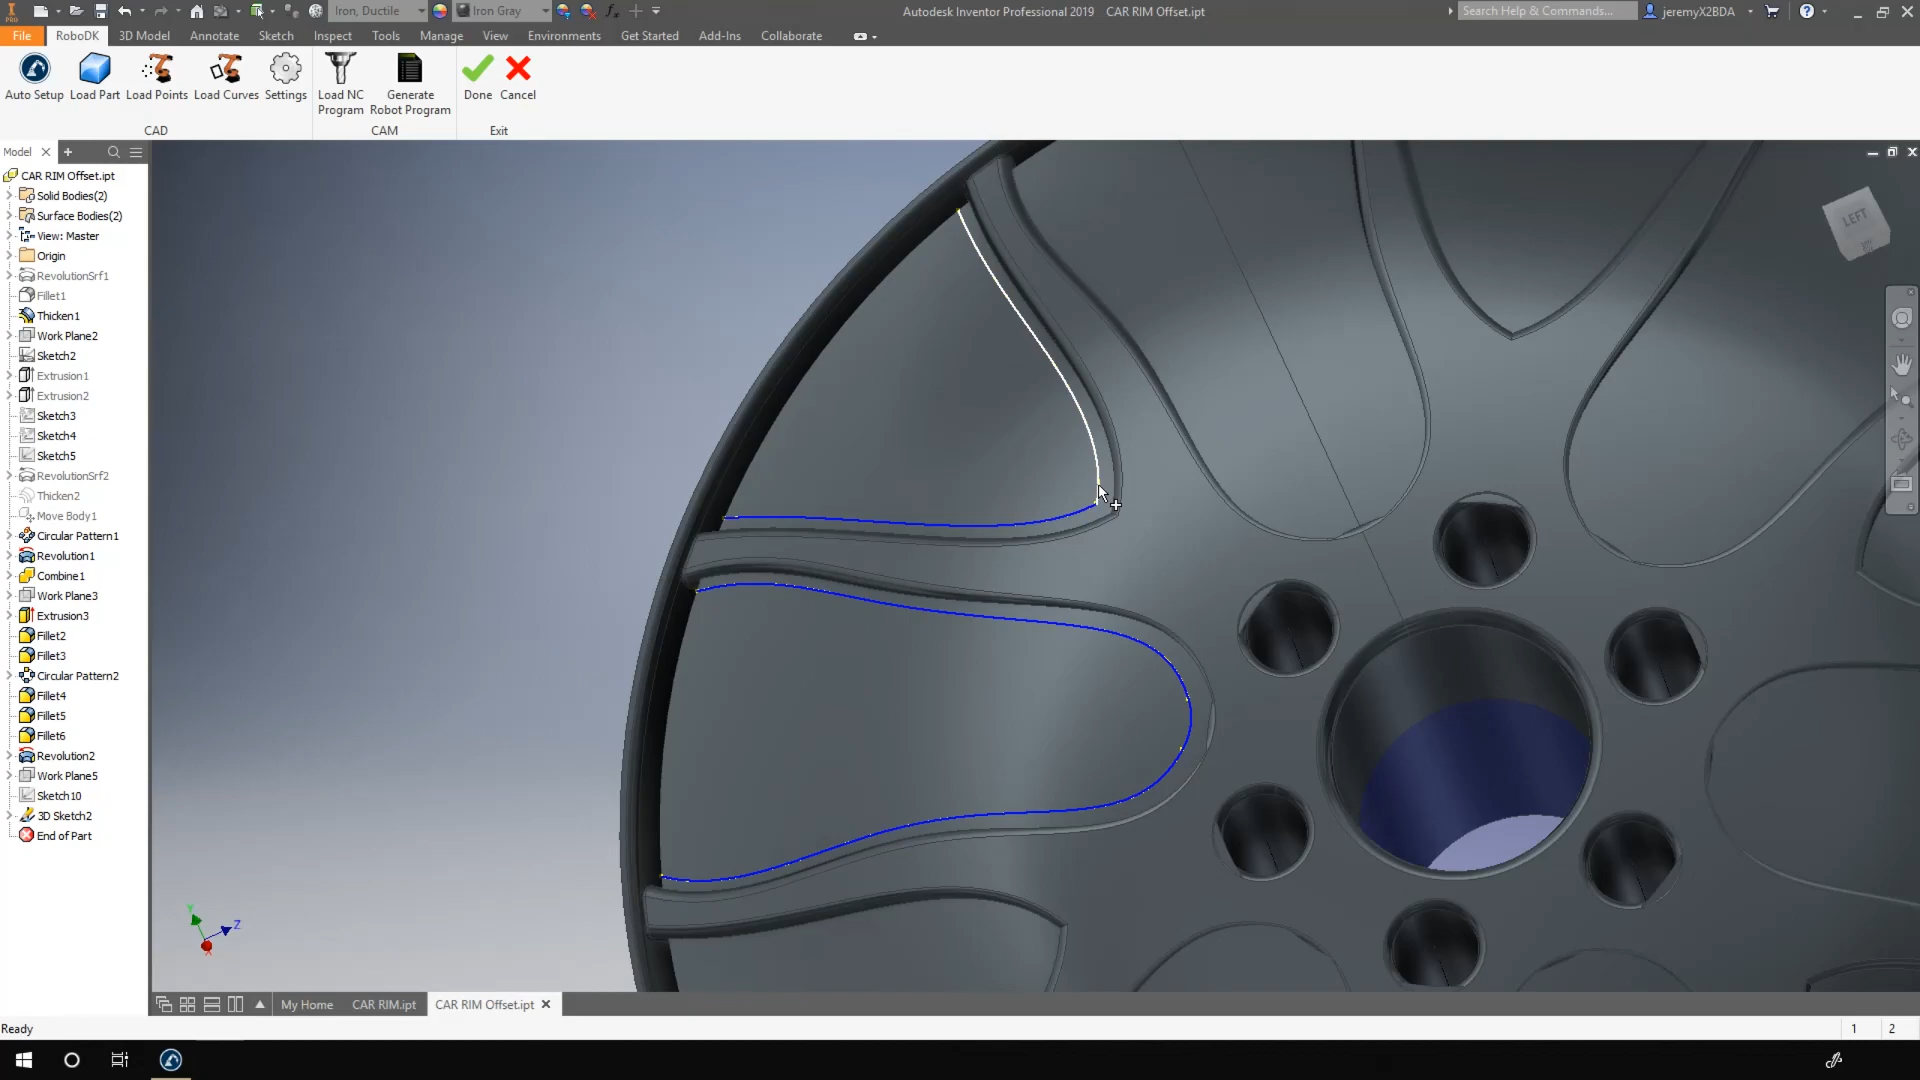 Iron, Ductile
Iron Gray
Autodesk Inventor Professional 2019 CAR RIM Offset.ipt
Search Help & Commands...
jeremyX2BDA
PRO
File RoboDK 3D Model Annotate Sketch Inspect Tools Manage View Environments Get Started Add-Ins Collaborate
Auto Setup
Load Part
Load Points
Load Curves
Settings
Load NC
Program
Generate
Robot Program
Done
Cancel
CAD
CAM
Exit
Model
CAR RIM Offset.ipt
Solid Bodies(2)
Surface Bodies(2)
View: Master
Origin
RevolutionSrf1
Fillet1
Thicken1
Work Plane2
Sketch2
Extrusion1
Extrusion2
Sketch3
Sketch4
Sketch5
RevolutionSrf2
Thicken2
Move Body1
Circular Pattern1
Revolution1
Combine1
Work Plane3
Extrusion3
Fillet2
Fillet3
Circular Pattern2
Fillet4
Fillet5
Fillet6
Revolution2
Work Plane5
Sketch10
3D Sketch2
End of Part
LEFT
Y
Z
X
My Home
CAR RIM.ipt
CAR RIM Offset.ipt
Ready
1
2